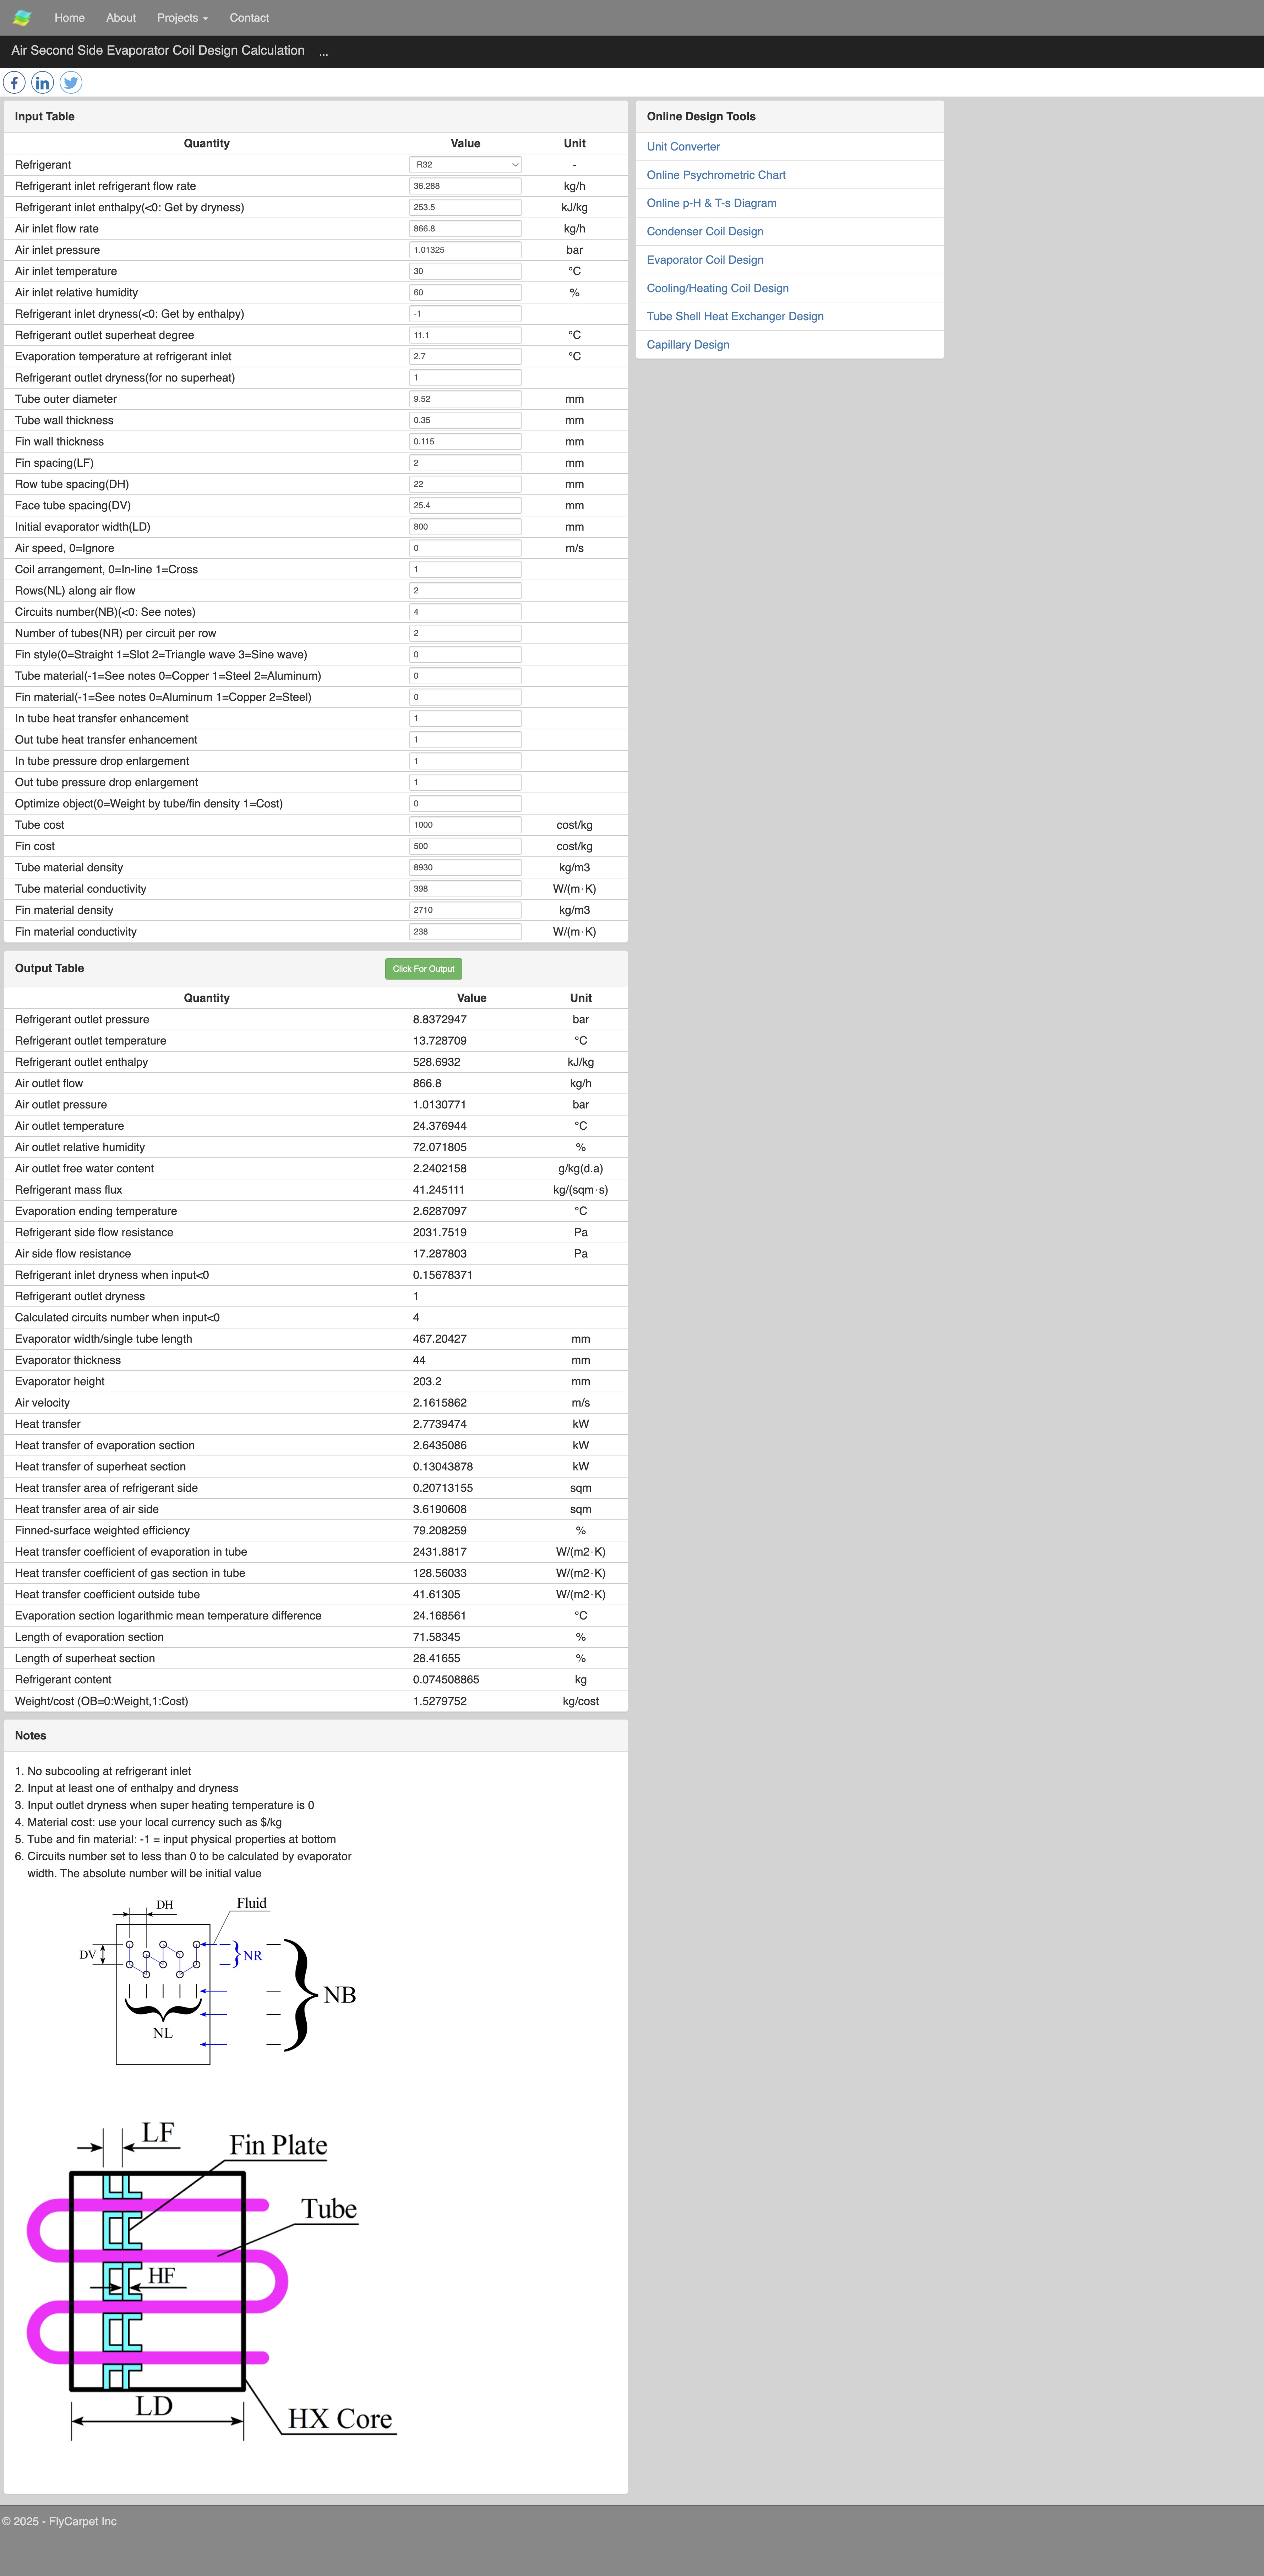 Home About Projects Contact
Air Second Side Evaporator Coil Design Calculation ...
Input Table
Quantity Value Unit
Refrigerant R32 -
Refrigerant inlet refrigerant flow rate 36.288 kg/h
Refrigerant inlet enthalpy(<0: Get by dryness) 253.5 kJ/kg
Air inlet flow rate 866.8 kg/h
Air inlet pressure 1.01325 bar
Air inlet temperature 30 °C
Air inlet relative humidity 60 %
Refrigerant inlet dryness(<0: Get by enthalpy) -1
Refrigerant outlet superheat degree 11.1 °C
Evaporation temperature at refrigerant inlet 2.7 °C
Refrigerant outlet dryness(for no superheat) 1
Tube outer diameter 9.52 mm
Tube wall thickness 0.35 mm
Fin wall thickness 0.115 mm
Fin spacing(LF) 2 mm
Row tube spacing(DH) 22 mm
Face tube spacing(DV) 25.4 mm
Initial evaporator width(LD) 800 mm
Air speed, 0=Ignore 0 m/s
Coil arrangement, 0=In-line 1=Cross 1
Rows(NL) along air flow 2
Circuits number(NB)(<0: See notes) 4
Number of tubes(NR) per circuit per row 2
Fin style(0=Straight 1=Slot 2=Triangle wave 3=Sine wave) 0
Tube material(-1=See notes 0=Copper 1=Steel 2=Aluminum) 0
Fin material(-1=See notes 0=Aluminum 1=Copper 2=Steel) 0
In tube heat transfer enhancement 1
Out tube heat transfer enhancement 1
In tube pressure drop enlargement 1
Out tube pressure drop enlargement 1
Optimize object(0=Weight by tube/fin density 1=Cost) 0
Tube cost 1000 cost/kg
Fin cost 500 cost/kg
Tube material density 8930 kg/m3
Tube material conductivity 398 W/(m·K)
Fin material density 2710 kg/m3
Fin material conductivity 238 W/(m·K)
Output Table Click For Output
Quantity Value Unit
Refrigerant outlet pressure 8.8372947 bar
Refrigerant outlet temperature 13.728709 °C
Refrigerant outlet enthalpy 528.6932 kJ/kg
Air outlet flow 866.8 kg/h
Air outlet pressure 1.0130771 bar
Air outlet temperature 24.376944 °C
Air outlet relative humidity 72.071805 %
Air outlet free water content 2.2402158 g/kg(d.a)
Refrigerant mass flux 41.245111 kg/(sqm·s)
Evaporation ending temperature 2.6287097 °C
Refrigerant side flow resistance 2031.7519 Pa
Air side flow resistance 17.287803 Pa
Refrigerant inlet dryness when input<0 0.15678371
Refrigerant outlet dryness 1
Calculated circuits number when input<0 4
Evaporator width/single tube length 467.20427 mm
Evaporator thickness 44 mm
Evaporator height 203.2 mm
Air velocity 2.1615862 m/s
Heat transfer 2.7739474 kW
Heat transfer of evaporation section 2.6435086 kW
Heat transfer of superheat section 0.13043878 kW
Heat transfer area of refrigerant side 0.20713155 sqm
Heat transfer area of air side 3.6190608 sqm
Finned-surface weighted efficiency 79.208259 %
Heat transfer coefficient of evaporation in tube 2431.8817 W/(m2·K)
Heat transfer coefficient of gas section in tube 128.56033 W/(m2·K)
Heat transfer coefficient outside tube 41.61305 W/(m2·K)
Evaporation section logarithmic mean temperature difference 24.168561 °C
Length of evaporation section 71.58345 %
Length of superheat section 28.41655 %
Refrigerant content 0.074508865 kg
Weight/cost (OB=0:Weight,1:Cost) 1.5279752 kg/cost
Notes
1. No subcooling at refrigerant inlet
2. Input at least one of enthalpy and dryness
3. Input outlet dryness when super heating temperature is 0
4. Material cost: use your local currency such as $/kg
5. Tube and fin material: -1 = input physical properties at bottom
6. Circuits number set to less than 0 to be calculated by evaporator
width. The absolute number will be initial value
DH Fluid
DV NR
NB
NL
LF
Fin Plate
Tube
HF
LD
HX Core
Online Design Tools
Unit Converter
Online Psychrometric Chart
Online p-H & T-s Diagram
Condenser Coil Design
Evaporator Coil Design
Cooling/Heating Coil Design
Tube Shell Heat Exchanger Design
Capillary Design
© 2025 - FlyCarpet Inc